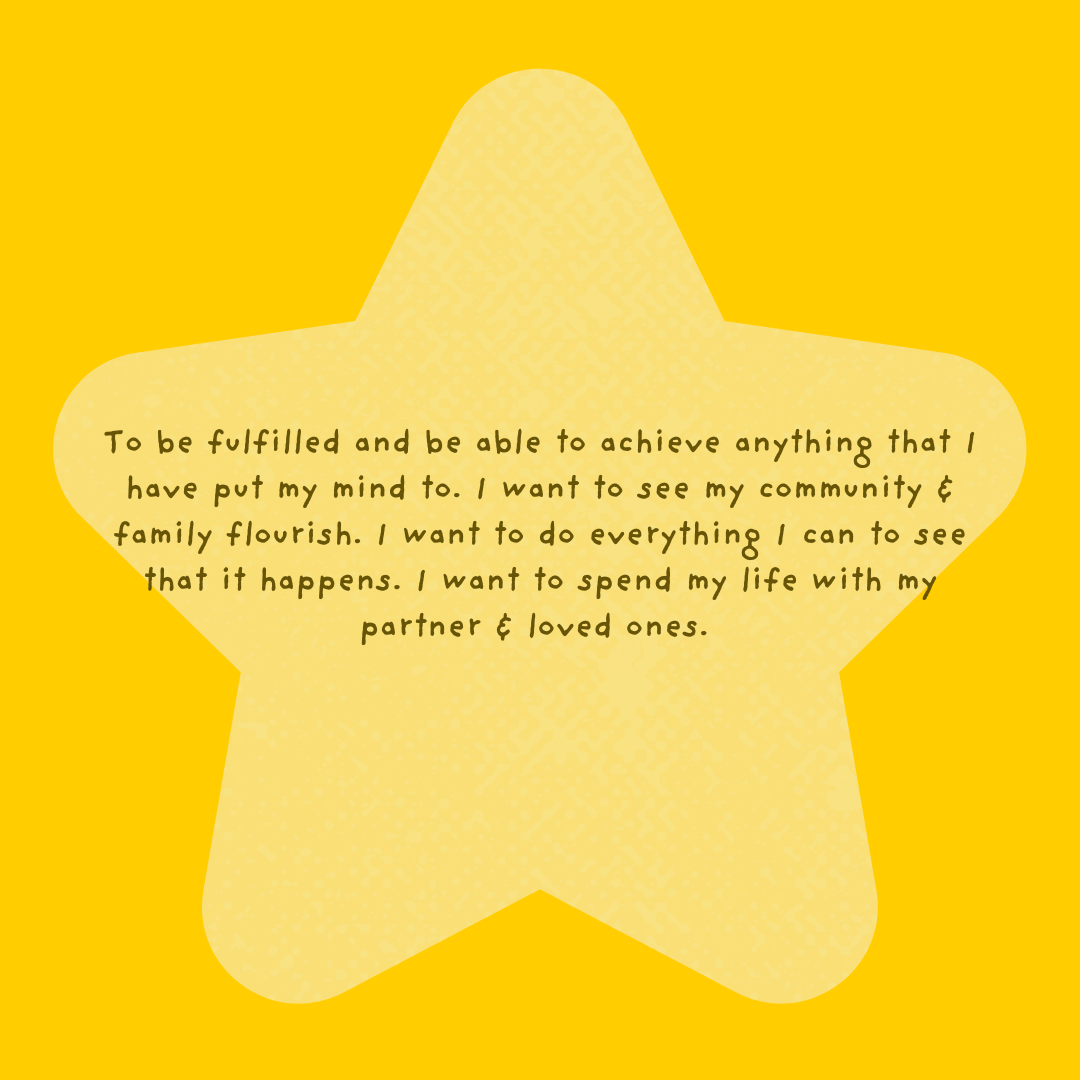 To be fulfilled and be able to achieve anything that I
have put my mind to. I want to see my community &
family flourish. I want to do everything I can to see
that it happens. I want to spend my life with my
partner & loved ones.